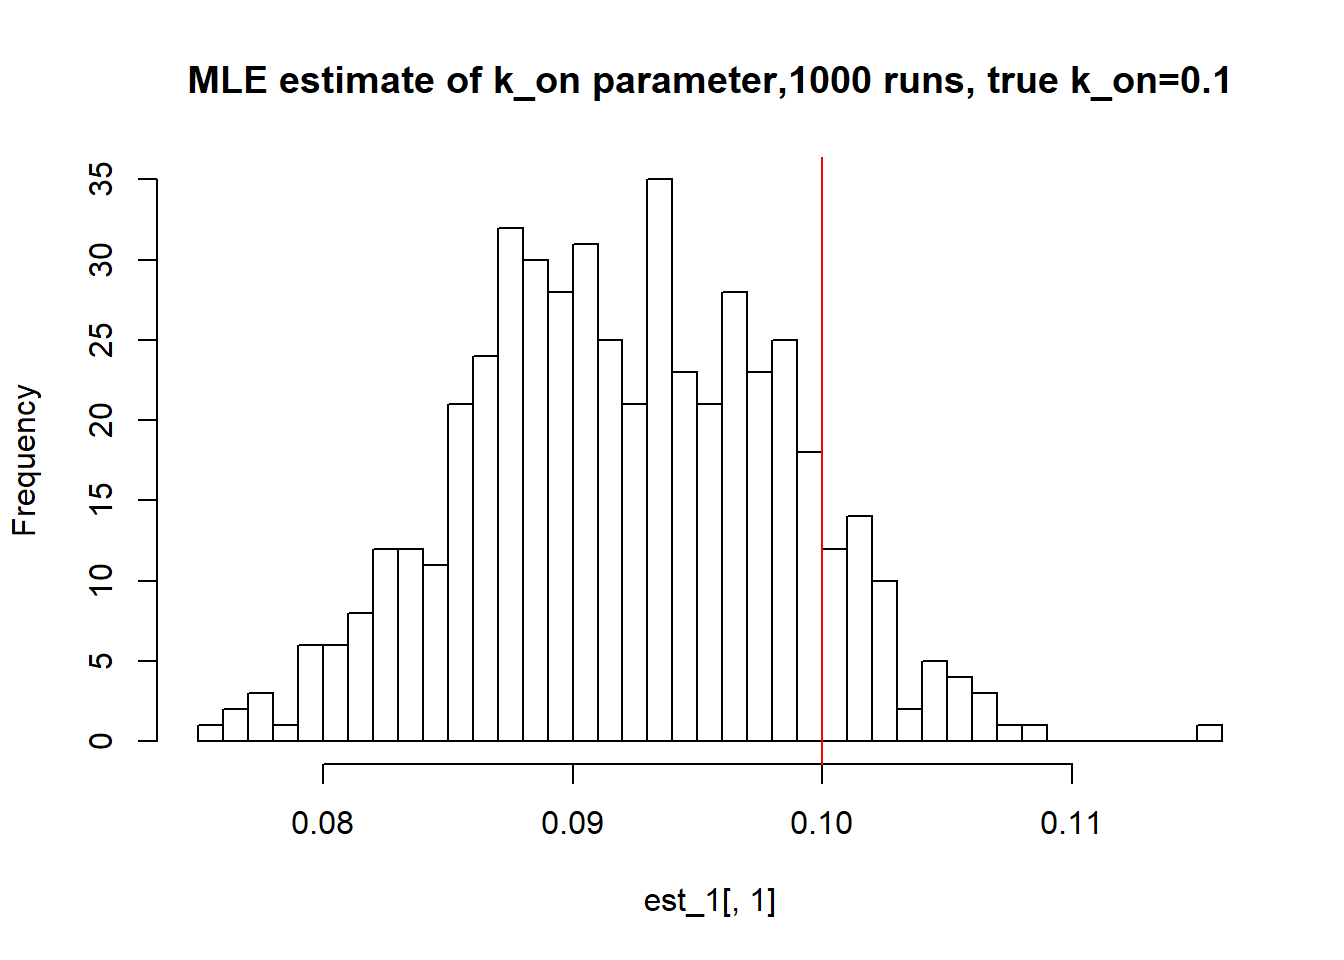 MLE estimate of k_on parameter,1000 runs, true k_on=0.1
35
30
25
20
15
10
5
0
Frequency
0.08 0.09 0.10 0.11
est_1[, 1]